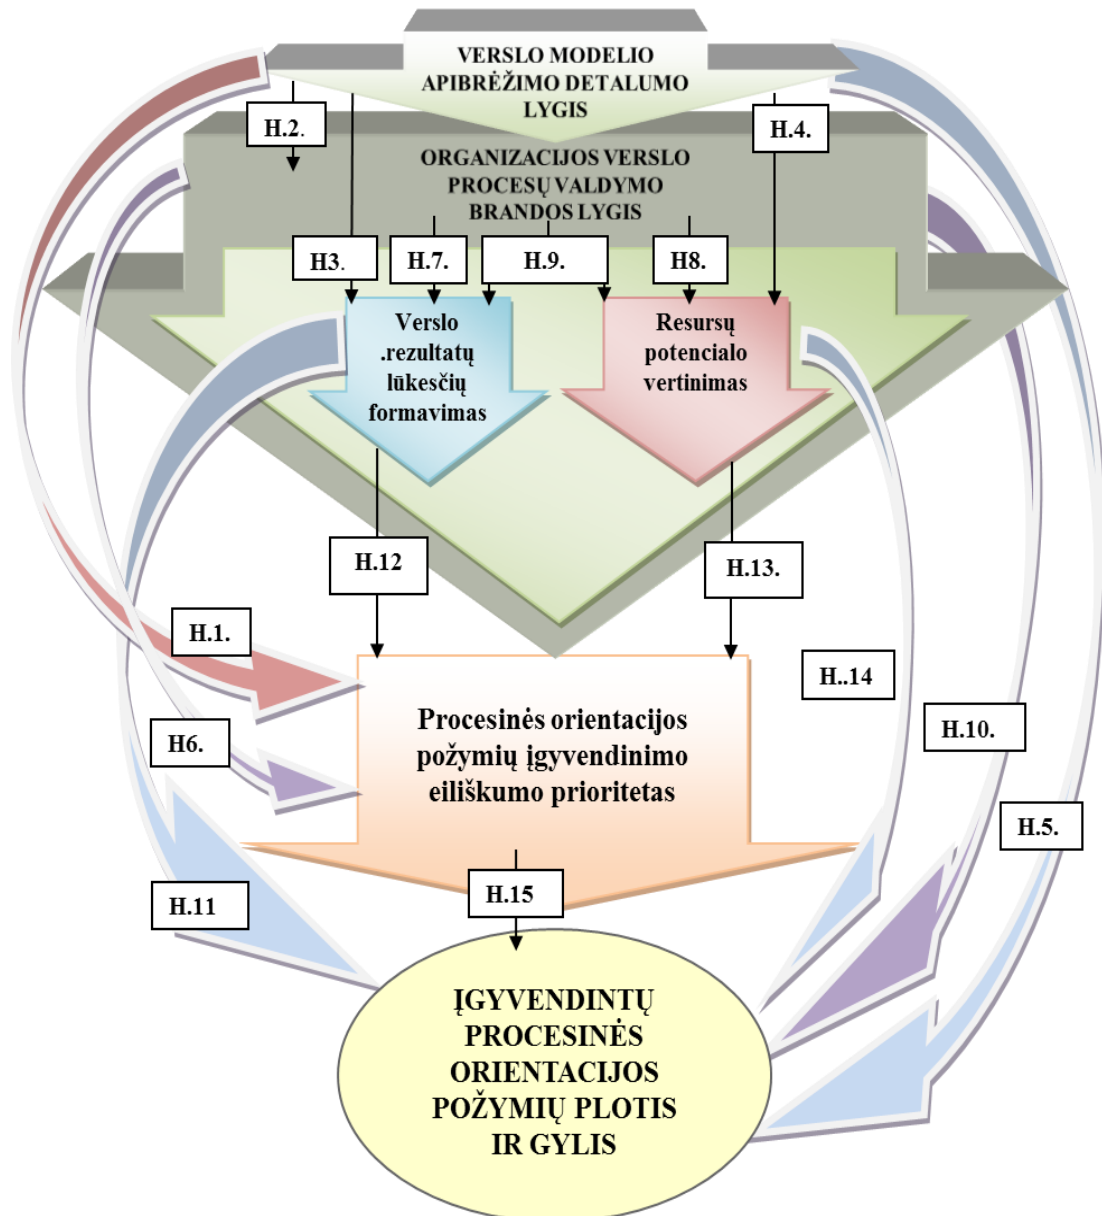 VERSLO MODELIO
APIBRĖŽIMO DETALUMO
LYGIS
H.2.
H.4.
ORGANIZACIJOS VERSLO
PROCESŲ VALDYMO
BRANDOS LYGIS
H3.
H.7.
H.9.
H8.
Verslo
.rezultatų
lūkesčių
formavimas
Resursų
potencialo
vertinimas
H.12
H.13.
H.1.
H..14
H6.
H.10.
Procesinės orientacijos
požymių įgyvendinimo
eiliškumo prioritetas
H.5.
H.11
H.15
ĮGYVENDINTŲ
PROCESINĖS
ORIENTACIJOS
POŽYMIŲ PLOTIS
IR GYLIS